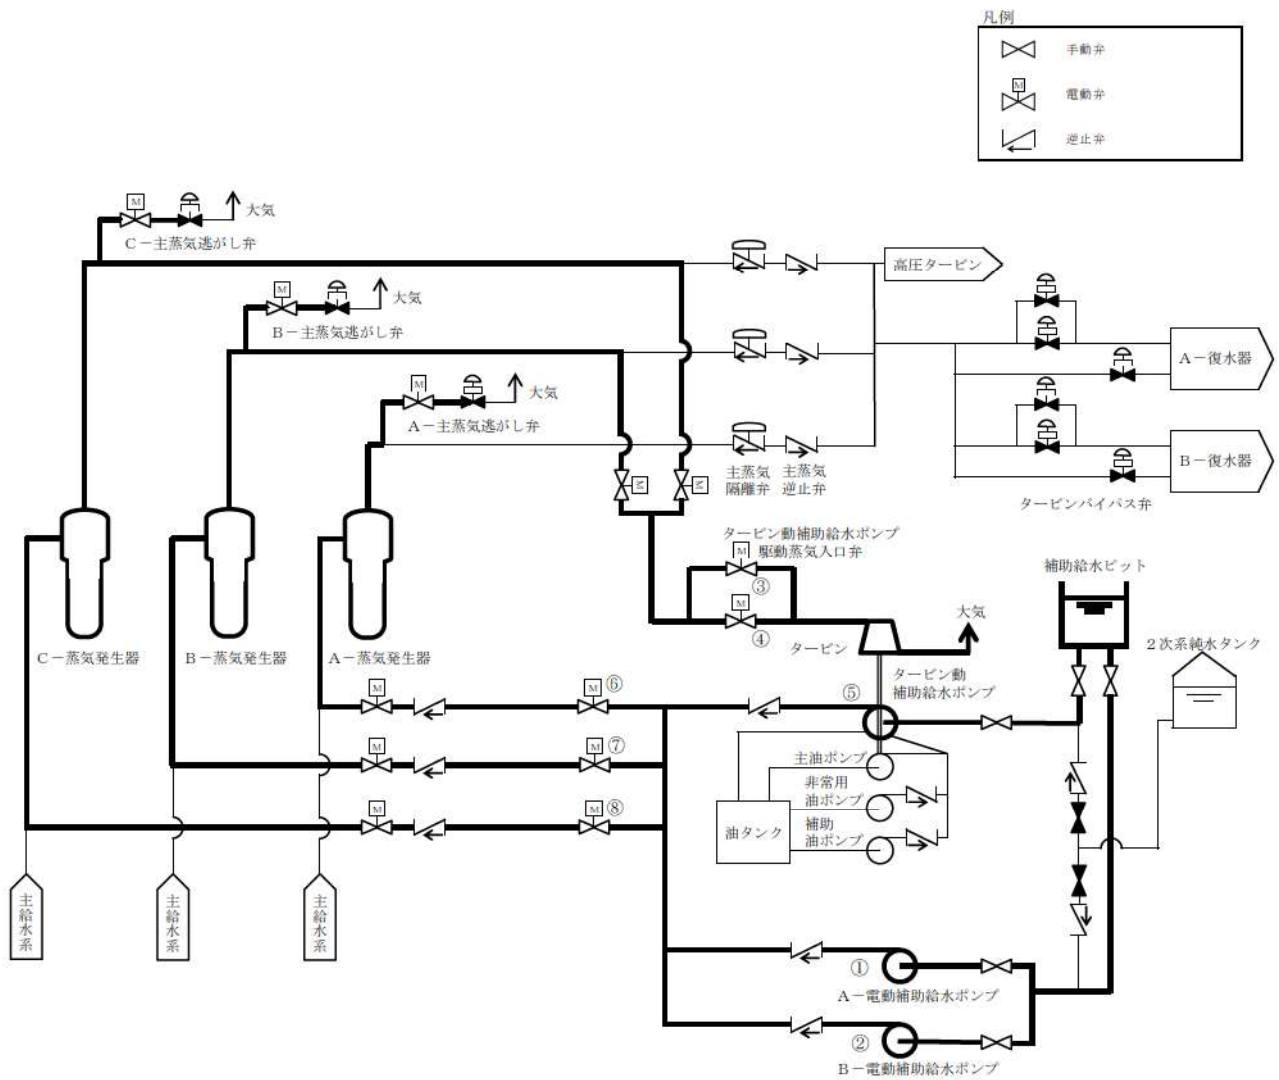 凡例
M
手動弁
電動弁
逆止弁
M
大気
C－主蒸気逃がし弁
M
大気
B－主蒸気逃がし弁
M
大気
A－主蒸気逃がし弁
高圧タービン
A－復水器
B－復水器
タービンバイパス弁
主蒸気
隔離弁
主蒸気
逆止弁
M
M
タービン動補助給水ポンプ
駆動蒸気入口弁
M
③
M
④
タービン
大気
補助給水ピット
2次系純水タンク
C－蒸気発生器
B－蒸気発生器
A－蒸気発生器
タービン動
補助給水ポンプ
⑤
M
M
⑥
M
M
⑦
M
M
⑧
主油ポンプ
非常用
油ポンプ
補助
油ポンプ
油タンク
主給水系
主給水系
主給水系
①
A－電動補助給水ポンプ
②
B－電動補助給水ポンプ